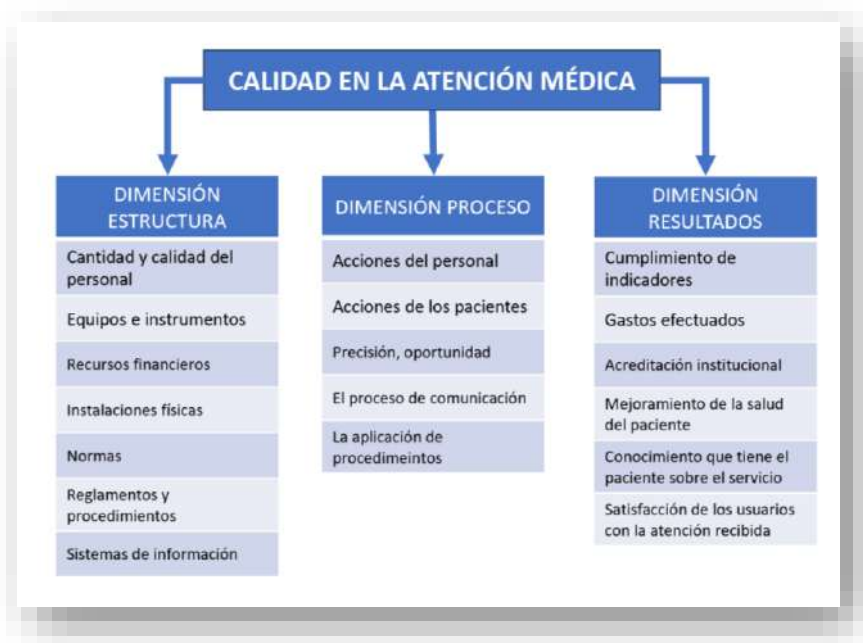 CALIDAD EN LA ATENCIÓN MÉDICA
DIMENSIÓN
ESTRUCTURA
Cantidad y calidad del
personal
Equipos e instrumentos
Recursos financieros
Instalaciones físicas
Normas
Reglamentos y
procedimientos
Sistemas de información
DIMENSIÓN PROCESO
Acciones del personal
Acciones de los pacientes
Precisión, oportunidad
El proceso de comunicación
La aplicación de
procedimeintos
DIMENSIÓN
RESULTADOS
Cumplimiento de
indicadores
Gastos efectuados
Acreditación institucional
Mejoramiento de la salud
del paciente
Conocimiento que tiene el
paciente sobre el servicio
Satisfacción de los usuarios
con la atención recibida